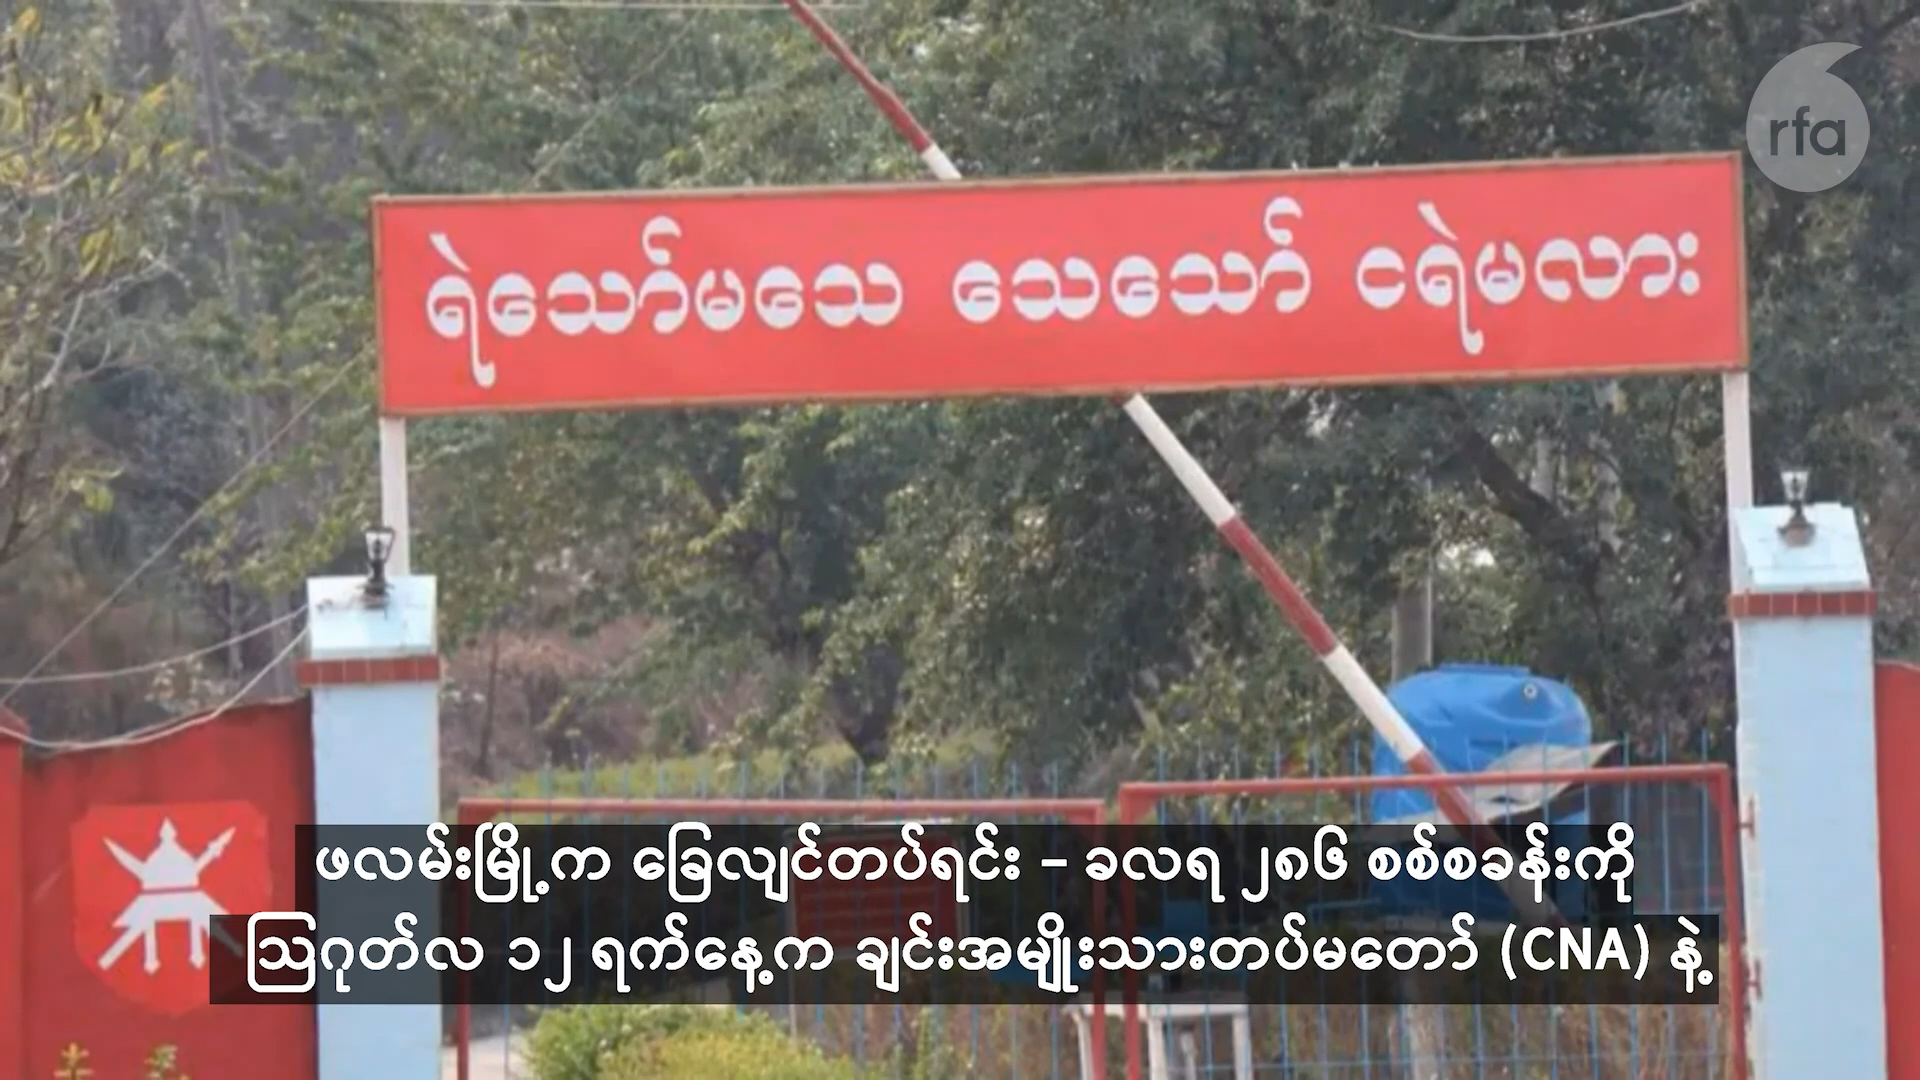 rfa
ရဲသော်မသေ သေသော် ငရဲမလား
ဖလမ်းမြို့က ခြေလျင်တပ်ရင်း – ခလရ ၂၈၆ စစ်စခန်းကို
ဩဂုတ်လ ၁၂ ရက်နေ့က ချင်းအမျိုးသားတပ်မတော် (CNA) နဲ့